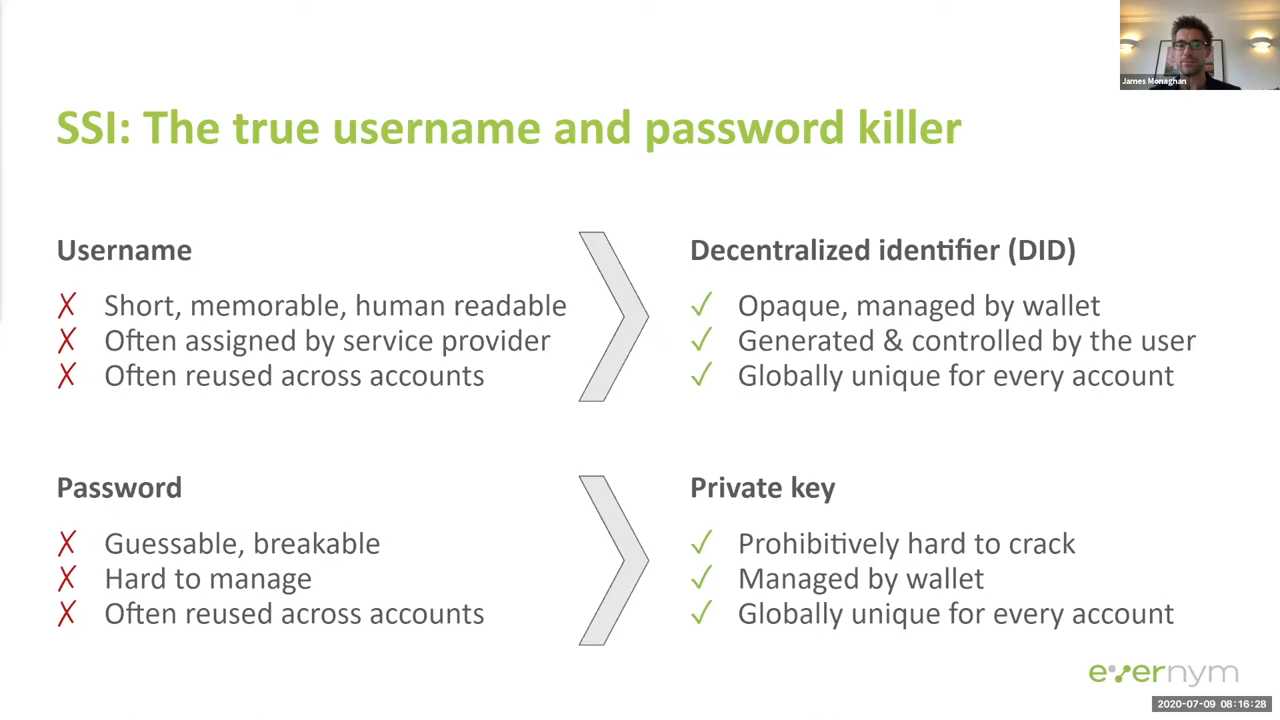 James Monaghan
SSI: The true username and password killer
Username
✗ Short, memorable, human readable
✗ Often assigned by service provider
✗ Often reused across accounts
Decentralized identifier (DID)
✓ Opaque, managed by wallet
✓ Generated & controlled by the user
✓ Globally unique for every account
Password
✗ Guessable, breakable
✗ Hard to manage
✗ Often reused across accounts
Private key
✓ Prohibitively hard to crack
✓ Managed by wallet
✓ Globally unique for every account
evernym
2020-07-09 08:16:28